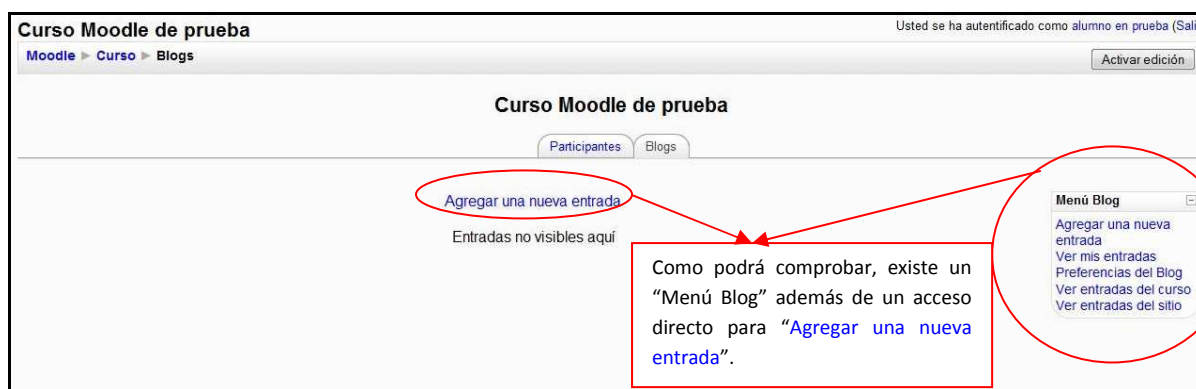 Curso Moodle de prueba
Usted se ha autentificado como alumno en prueba (Sali
Moodle ► Curso ► Blogs
Activar edición
Curso Moodle de prueba
Participantes
Blogs
Agregar una nueva entrada
Entradas no visibles aquí
Menú Blog
Agregar una nueva
entrada
Ver mis entradas
Preferencias del Blog
Ver entradas del curso
Ver entradas del sitio
Como podrá comprobar, existe un
“Menú Blog” además de un acceso
directo para “Agregar una nueva
entrada”.